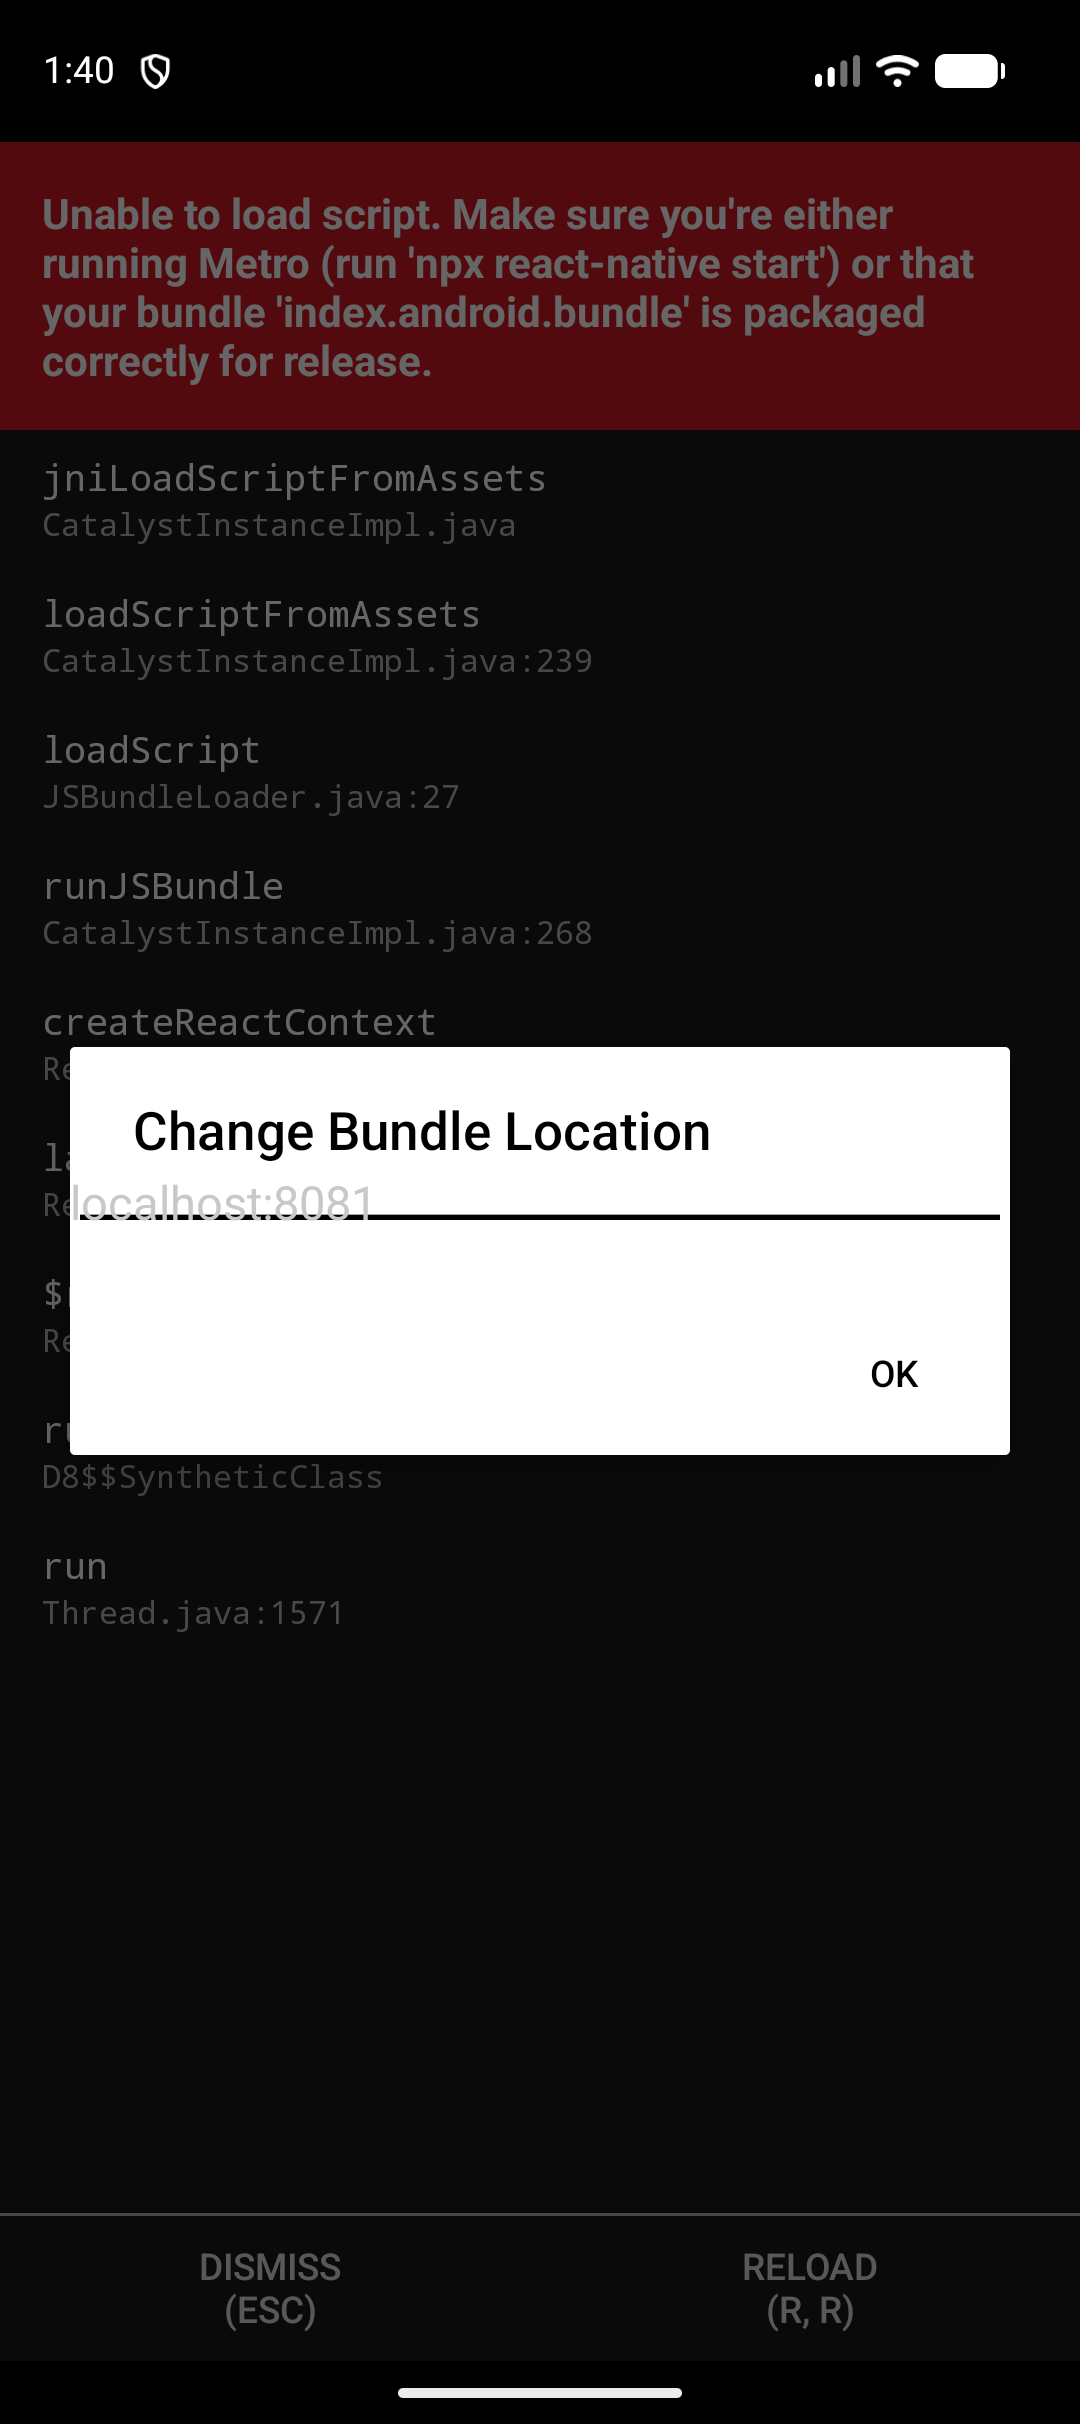 1:40
Unable to load script. Make sure you're either
running Metro (run 'npx react-native start') or that
your bundle 'index.android.bundle' is packaged
correctly for release.
jniLoadScriptFromAssets
CatalystInstanceImpl.java
loadScriptFromAssets
CatalystInstanceImpl.java:239
loadScript
JSBundleLoader.java:27
runJSBundle
CatalystInstanceImpl.java:268
createReactContext
Change Bundle Location
localhost:8081
OK
D8$$SyntheticClass
run
Thread.java:1571
DISMISS
(ESC)
RELOAD
(R, R)